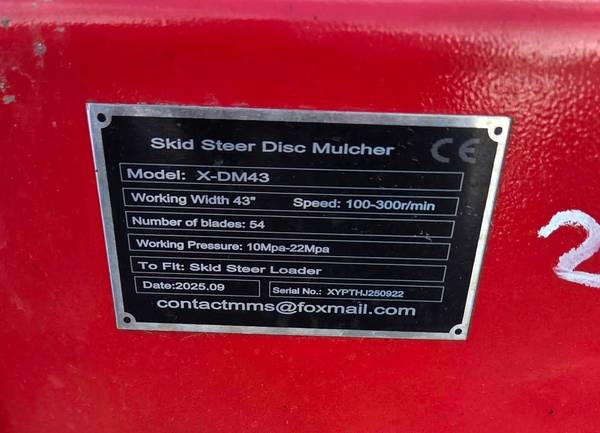 Skid Steer Disc Mulcher CE
Model: X-DM43
Working Width 43" Speed: 100-300r/min
Number of blades: 54
Working Pressure: 10Mpa-22Mpa
To Fit: Skid Steer Loader
Date:2025.09 Serial No.: XYPTHJ250922
contactmms@foxmail.com
2